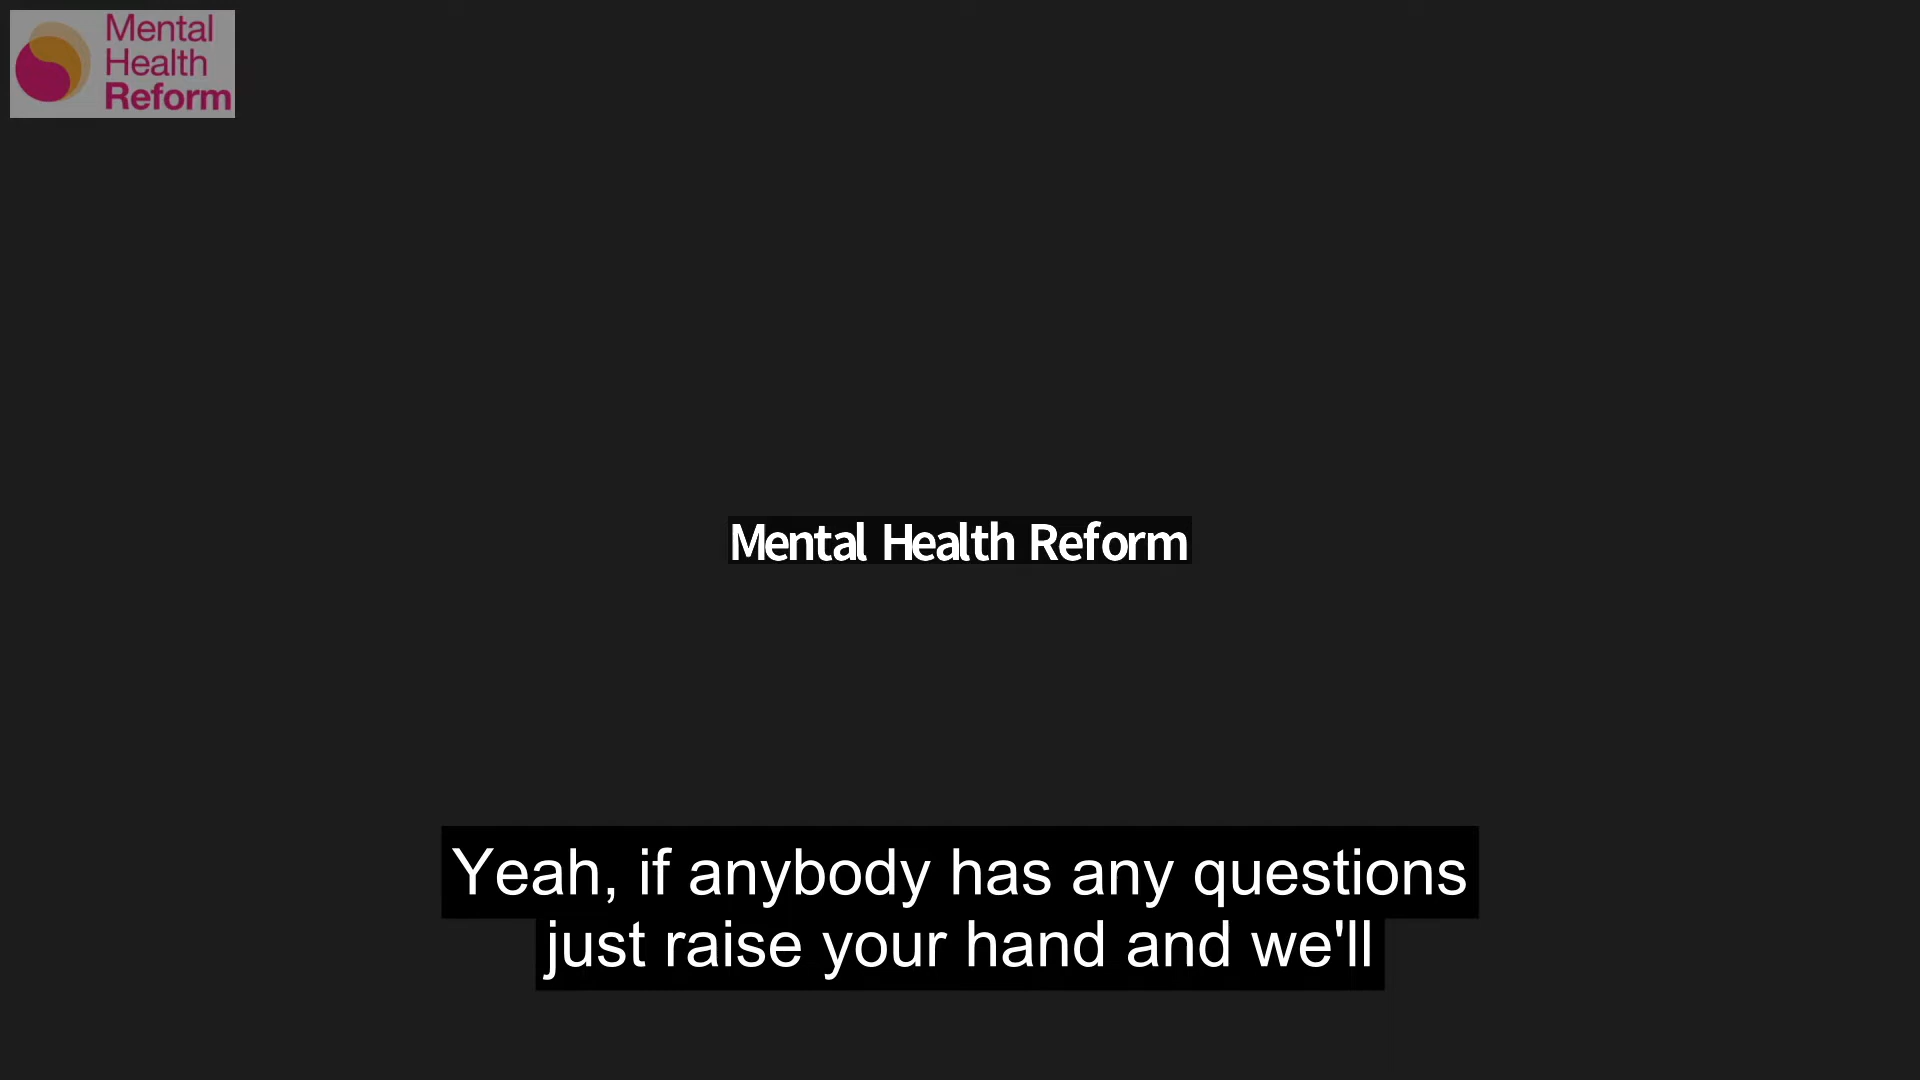 Mental
Health
Reform
Mental Health Reform
Yeah, if anybody has any questions
just raise your hand and we'll